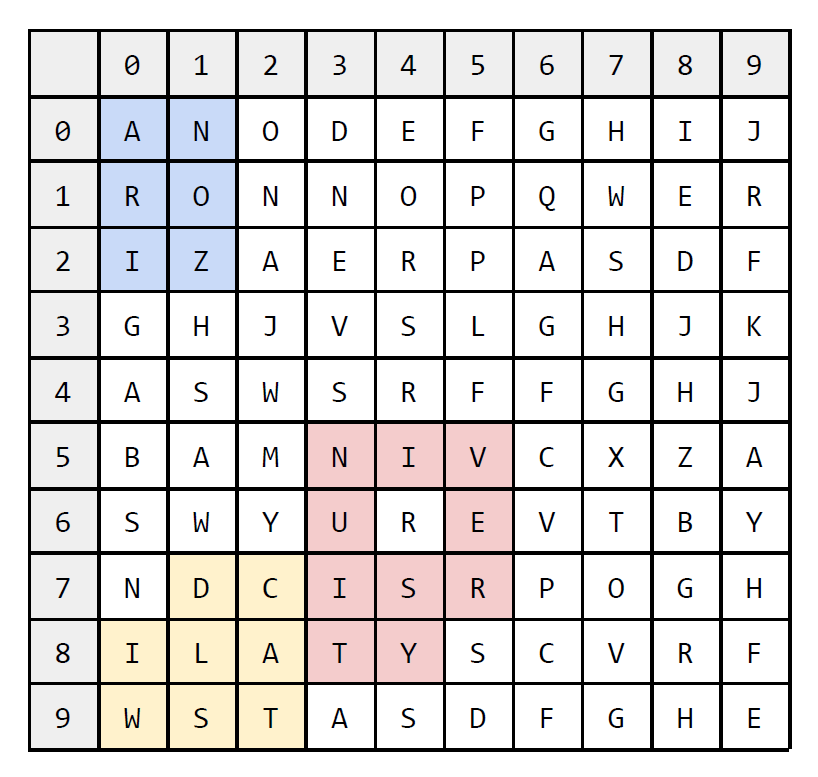 0 1 2 3 4 5 6 7 8 9
0 A N O D E F G H I J
1 R O N N O P Q W E R
2 I Z A E R P A S D F
3 G H J V S L G H J K
4 A S W S R F F G H J
5 B A M N I V C X Z A
6 S W Y U R E V T B Y
7 N D C I S R P O G H
8 I L A T Y S C V R F
9 W S T A S D F G H E